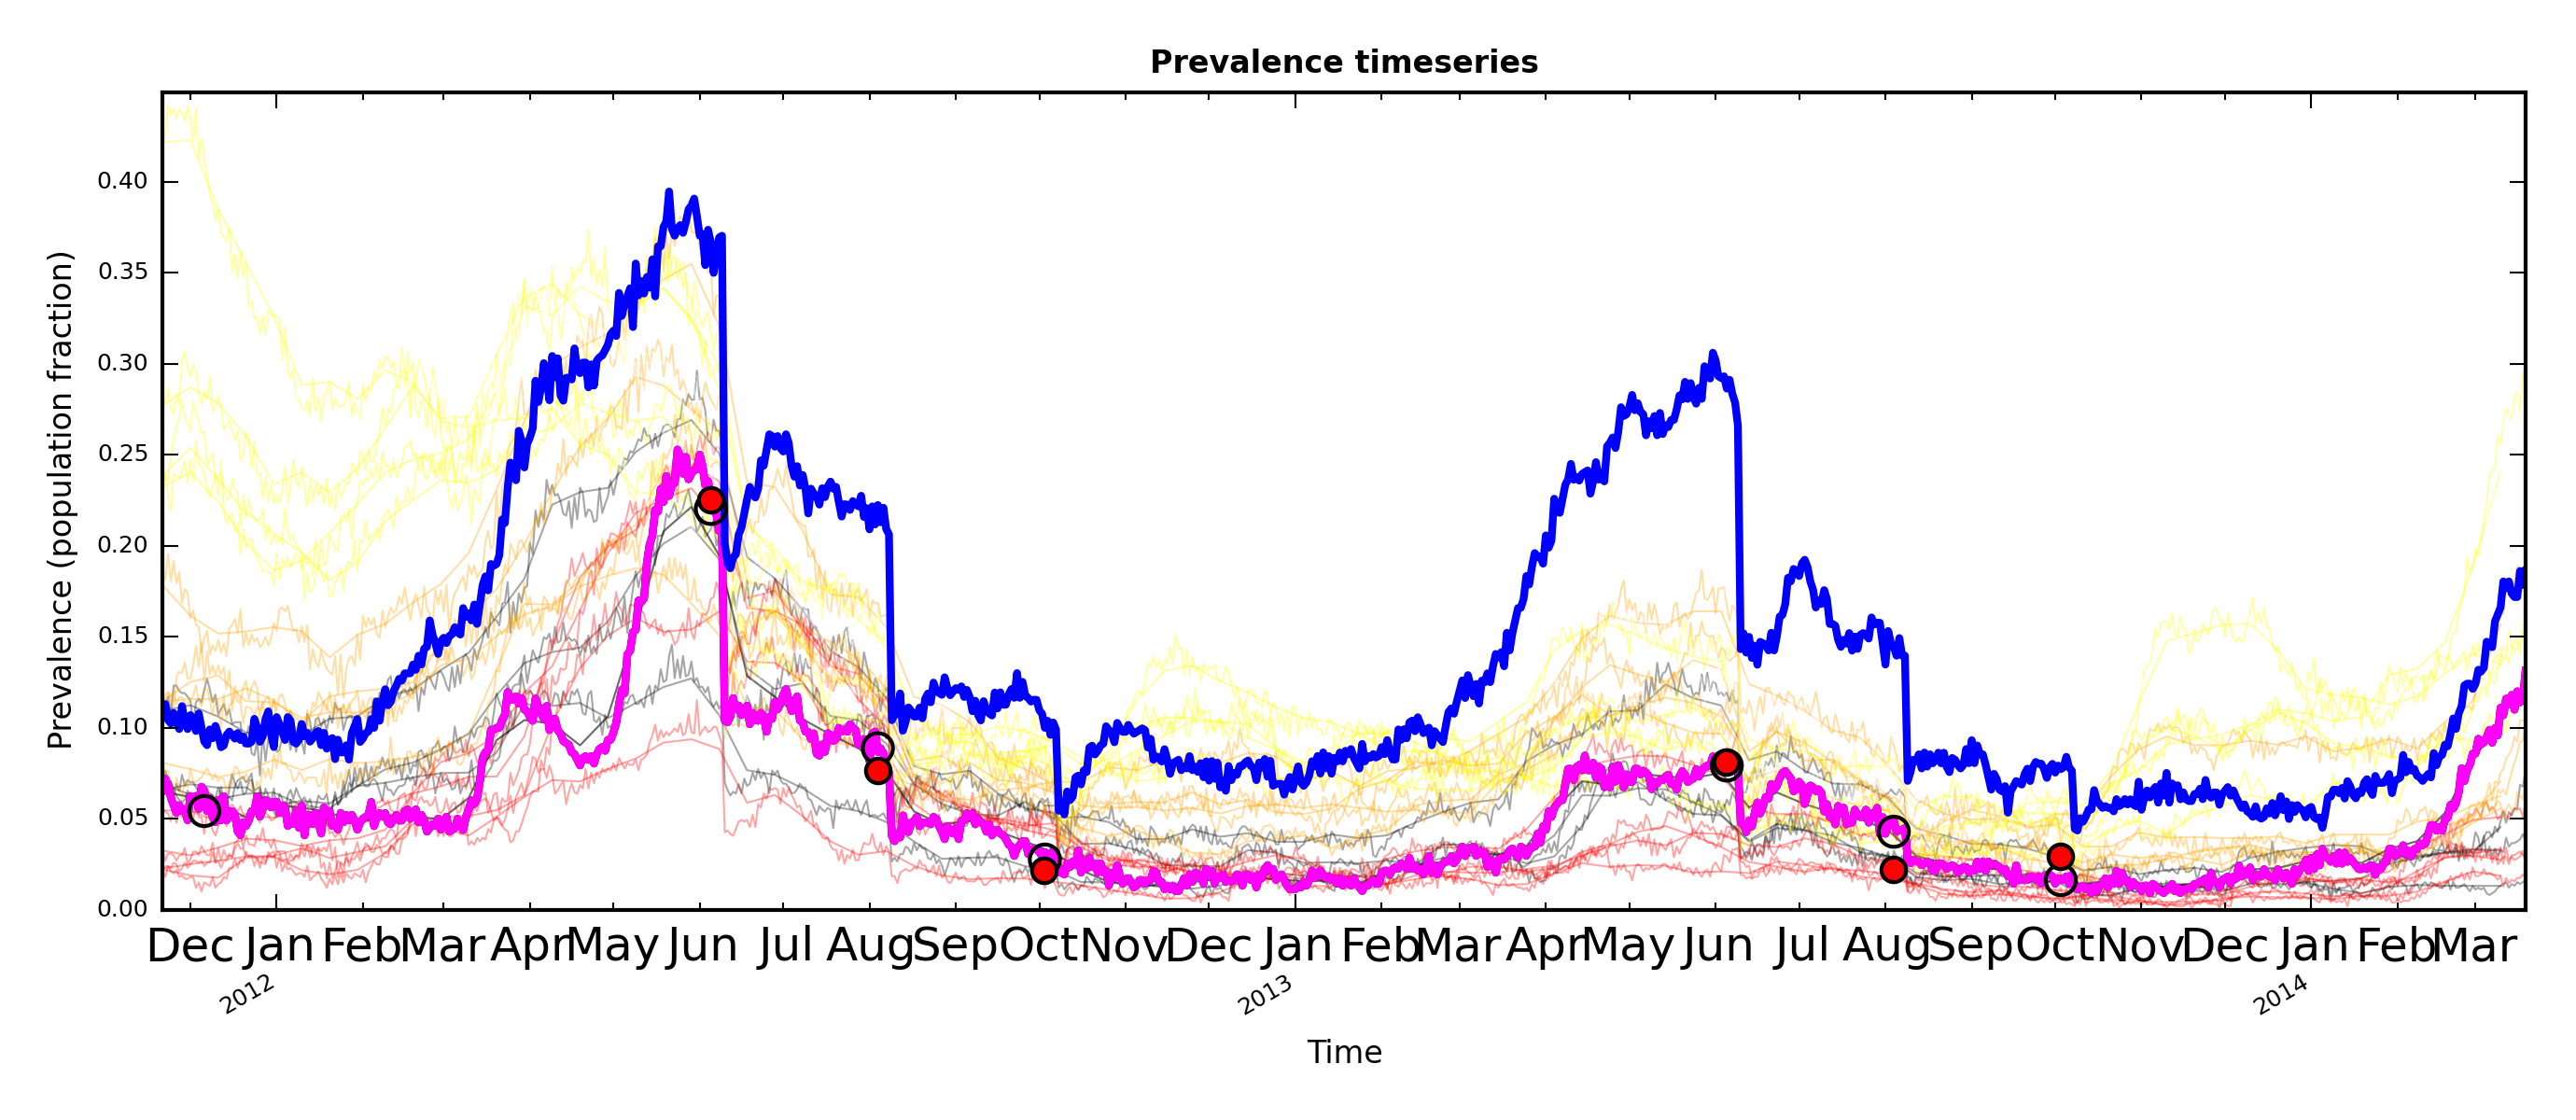 Prevalence timeseries
Prevalence (population fraction)
0.40
0.35
0.30
0.25
0.20
0.15
0.10
0.05
0.00
Dec Jan Feb Mar Apr May Jun Jul Aug Sep Oct Nov Dec Jan Feb Mar Apr May Jun Jul Aug Sep Oct Nov Dec Jan Feb Mar
2012 2013 2014
Time